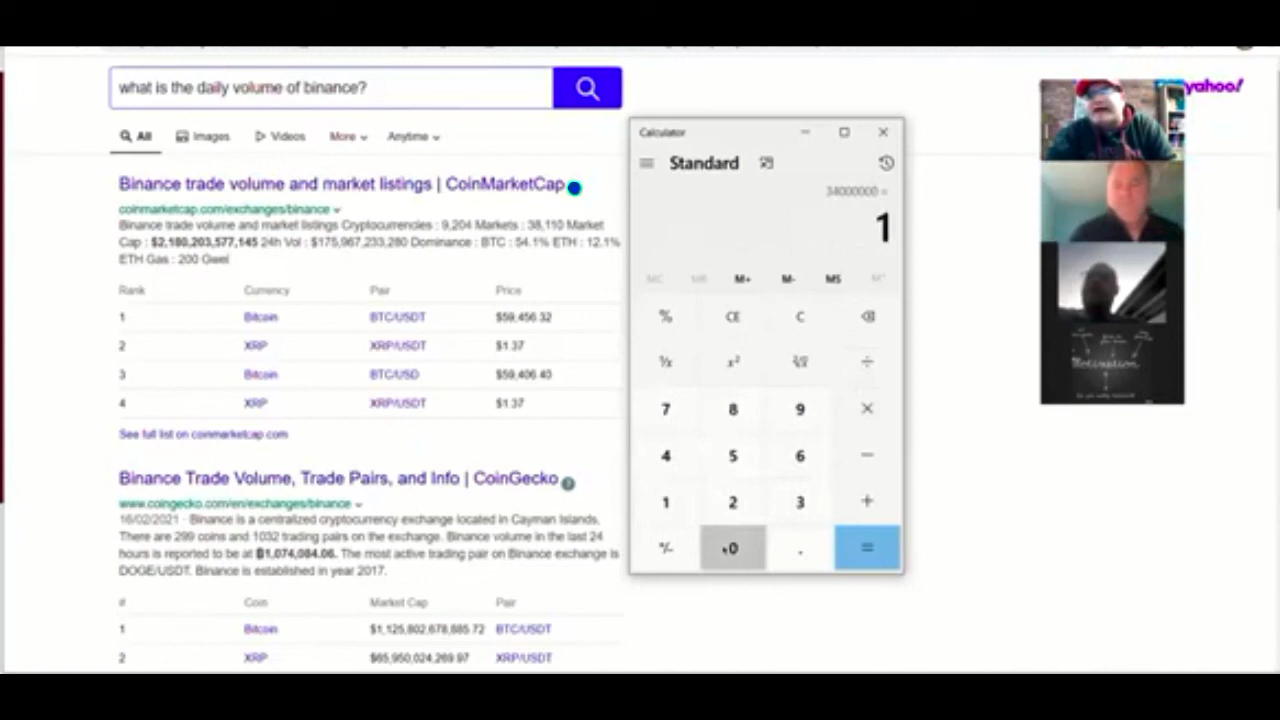 what is the daily volume of binance?
yahoo!
All Images Videos More Anytime
Binance trade volume and market listings | CoinMarketCap
coinmarketcap.com/exchanges/binance
Binance trade volume and market listings Cryptocurrencies : 9,204 Markets : 38,110 Market
Cap : $2,180,203,577,145 24h Vol : $175,967,233,280 Dominance : BTC : 54.1% ETH : 12.1%
ETH Gas : 200 Gwei
Rank Currency Pair Price
1 Bitcoin BTC/USDT $59,456.32
2 XRP XRP/USDT $1.37
3 Bitcoin BTC/USD $59,406.40
4 XRP XRP/USDT $1.37
See full list on coinmarketcap.com
Binance Trade Volume, Trade Pairs, and Info | CoinGecko
www.coingecko.com/en/exchanges/binance
16/02/2021 · Binance is a centralized cryptocurrency exchange located in Cayman Islands.
There are 299 coins and 1032 trading pairs on the exchange. Binance volume in the last 24
hours is reported to be at ₿1,074,084.06. The most active trading pair on Binance exchange is
DOGE/USDT. Binance is established in year 2017.
# Coin Market Cap Pair
1 Bitcoin $1,125,802,678,885.72 BTC/USDT
2 XRP $65,950,024,269.97 XRP/USDT
Calculator
Standard
34000000 ÷
1
MC MR M+ M- MS M˅
% CE C
¹/x x² ²√x ÷
7 8 9 ×
4 5 6 −
1 2 3 +
+/- 0 . =
Motivation